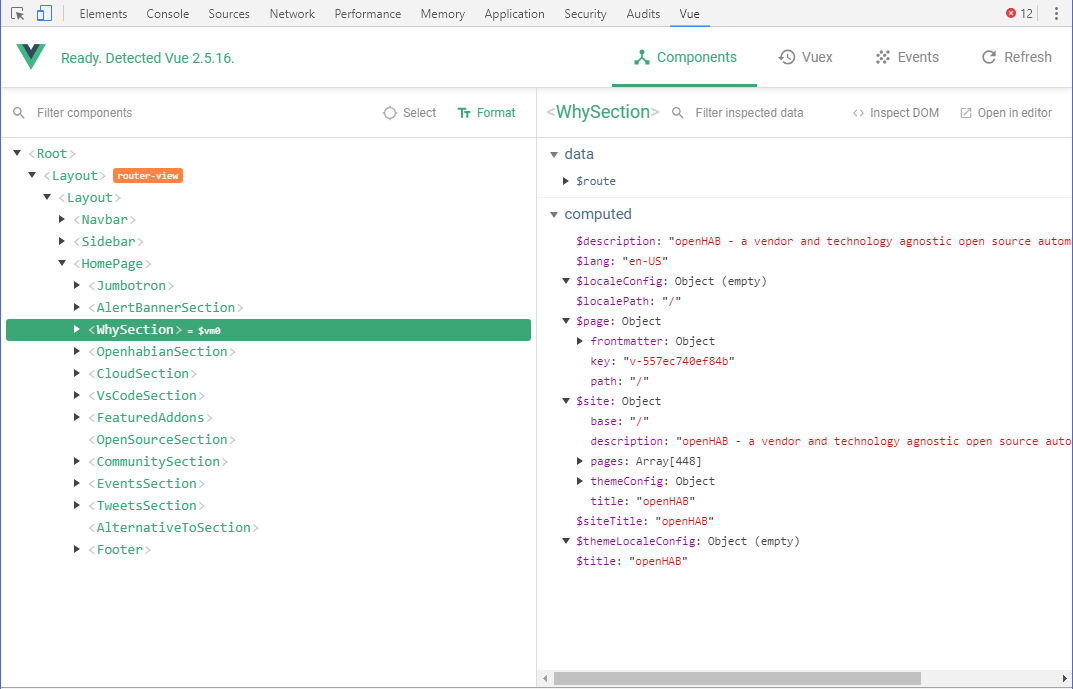 Elements Console Sources Network Performance Memory Application Security Audits Vue 12
Ready. Detected Vue 2.5.16. Components Vuex Events Refresh
Filter components Select Format
<Root>
<Layout> router-view
<Layout>
<Navbar>
<Sidebar>
<HomePage>
<Jumbotron>
<AlertBannerSection>
<WhySection> = $vm0
<OpenhabianSection>
<CloudSection>
<VsCodeSection>
<FeaturedAddons>
<OpenSourceSection>
<CommunitySection>
<EventsSection>
<TweetsSection>
<AlternativeToSection>
<Footer>
<WhySection> Filter inspected data <> Inspect DOM Open in editor
data
$route
computed
$description: "openHAB - a vendor and technology agnostic open source autom
$lang: "en-US"
$localeConfig: Object (empty)
$localePath: "/"
$page: Object
frontmatter: Object
key: "v-557ec740ef84b"
path: "/"
$site: Object
base: "/"
description: "openHAB - a vendor and technology agnostic open source auto
pages: Array[448]
themeConfig: Object
title: "openHAB"
$siteTitle: "openHAB"
$themeLocaleConfig: Object (empty)
$title: "openHAB"